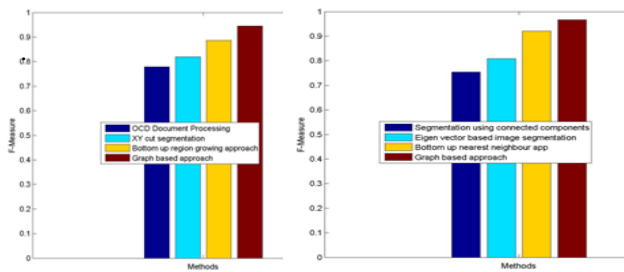 1
0.9
0.8
0.7
0.6
0.5
0.4
0.3
0.2
0.1
0
F-Measure
OCD Document Processing
XY cut segmentation
Bottom up region growing approach
Graph based approach
Methods
1
0.9
0.8
0.7
0.6
0.5
0.4
0.3
0.2
0.1
0
F-Measure
Segmentation using connected components
Eigen vector based image segmentation
Bottom up nearest neighbour app
Graph based approach
Methods